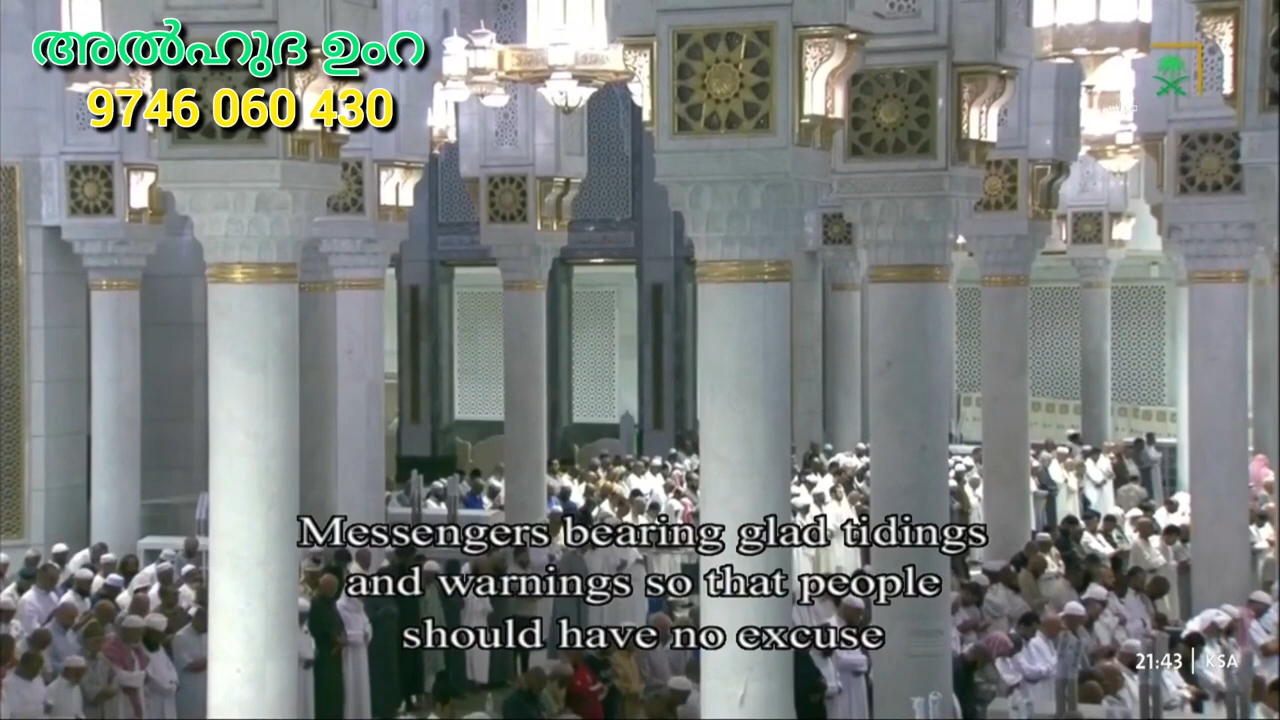 അൽഹുദ ഉംറ
9746 060 430
Messengers bearing glad tidings
and warnings so that people
should have no excuse
21:43 | KSA